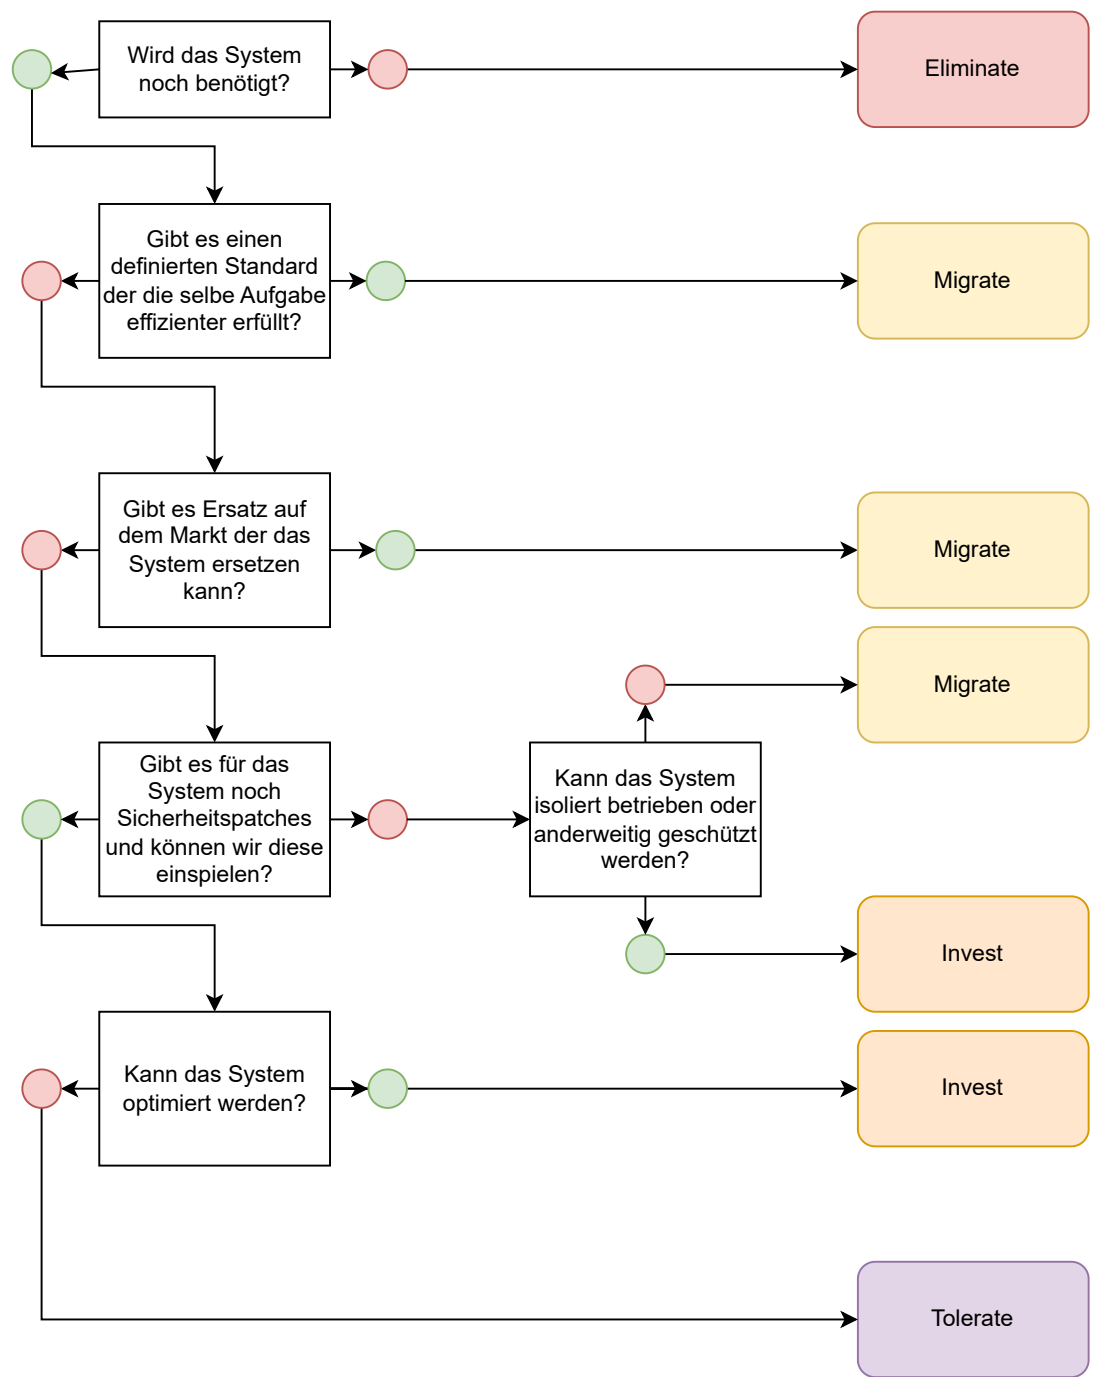 Wird das System
noch benötigt?
Eliminate
Gibt es einen
definierten Standard
der die selbe Aufgabe
effizienter erfüllt?
Migrate
Gibt es Ersatz auf
dem Markt der das
System ersetzen
kann?
Migrate
Migrate
Gibt es für das
System noch
Sicherheitspatches
und können wir diese
einspielen?
Kann das System
isoliert betrieben oder
anderweitig geschützt
werden?
Invest
Kann das System
optimiert werden?
Invest
Tolerate